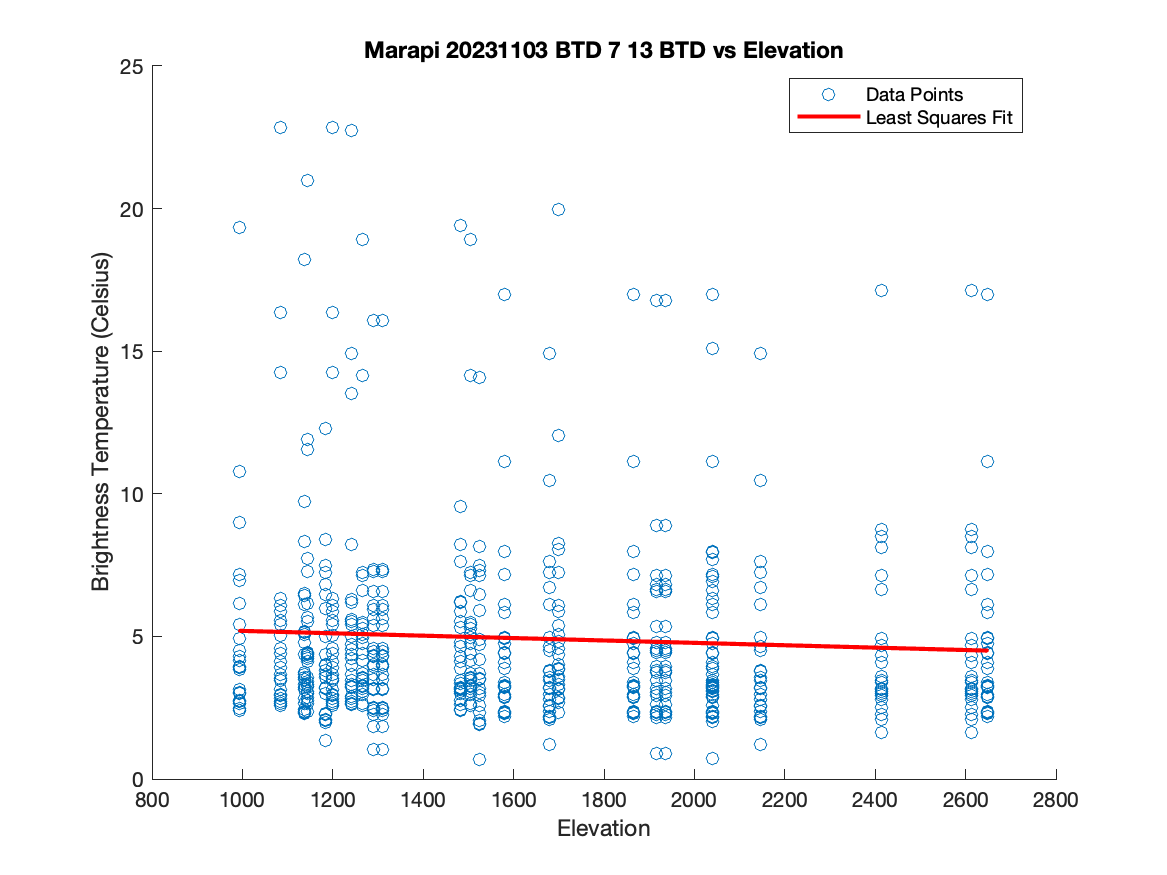 Marapi 20231103 BTD 7 13 BTD vs Elevation
Data Points
Least Squares Fit
Brightness Temperature (Celsius)
25
20
15
10
5
0
800 1000 1200 1400 1600 1800 2000 2200 2400 2600 2800
Elevation